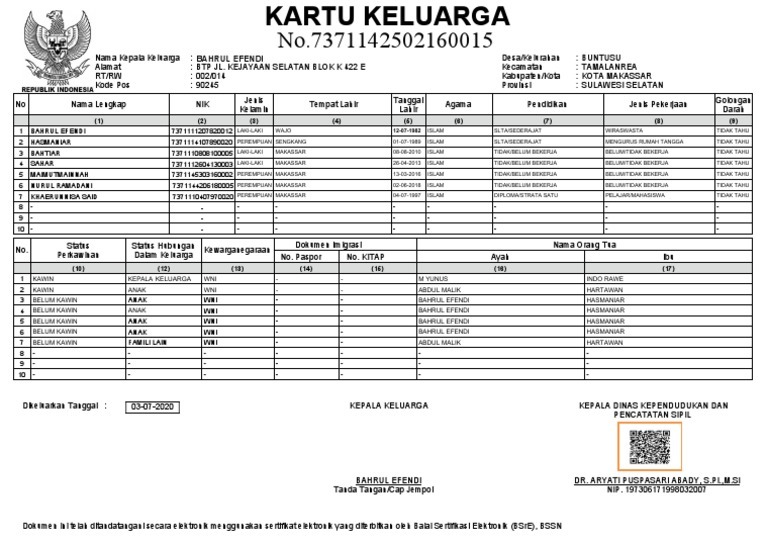 KARTU KELUARGA
No.7371142502160015
REPUBLIK INDONESIA
Nama Kepala Keluarga : BAHRUL EFENDI
Alamat : BTP JL. KEJAYAAN SELATAN BLOK K 422 E
RT/RW : 002/014
Kode Pos : 90245
Desa/Kelurahan : BUNTUSU
Kecamatan : TAMALANREA
Kabupaten/Kota : KOTA MAKASSAR
Provinsi : SULAWESI SELATAN
No Nama Lengkap NIK Jenis Kelamin Tempat Lahir Tanggal Lahir Agama Pendidikan Jenis Pekerjaan Golongan Darah
(1) (2) (3) (4) (5) (6) (7) (8) (9)
1 BAHRUL EFENDI 7371111207820012 LAKI-LAKI WAJO 12-07-1982 ISLAM SLTA/SEDERAJAT WIRASWASTA TIDAK TAHU
2 HASMANIAR 7371114107890020 PEREMPUAN SENGKANG 01-07-1989 ISLAM SLTA/SEDERAJAT MENGURUS RUMAH TANGGA TIDAK TAHU
3 BAHTIAR 7371110808100005 LAKI-LAKI MAKASSAR 08-08-2010 ISLAM TIDAK/BELUM BEKERJA BELUM/TIDAK BEKERJA TIDAK TAHU
4 SAHAR 7371112604130003 LAKI-LAKI MAKASSAR 26-04-2013 ISLAM TIDAK/BELUM BEKERJA BELUM/TIDAK BEKERJA TIDAK TAHU
5 MAIMUTMAINNAH 7371145303160002 PEREMPUAN MAKASSAR 13-03-2016 ISLAM TIDAK/BELUM BEKERJA BELUM/TIDAK BEKERJA TIDAK TAHU
6 NURUL RAMADANI 7371144206180005 PEREMPUAN MAKASSAR 02-06-2018 ISLAM TIDAK/BELUM BEKERJA BELUM/TIDAK BEKERJA TIDAK TAHU
7 KHAERUNNISA SAID 7371110407970020 PEREMPUAN MAKASSAR 04-07-1997 ISLAM DIPLOMA/STRATA SATU PELAJAR/MAHASISWA TIDAK TAHU
8 - - - - - - - - -
9 - - - - - - - - -
10 - - - - - - - - -
No. Status Perkawinan Status Hubungan Dalam Keluarga Kewarganegaraan Dokumen Imigrasi Nama Orang Tua
No. Paspor No. KITAP Ayah Ibu
(10) (12) (13) (14) (15) (16) (17)
1 KAWIN KEPALA KELUARGA WNI - - M YUNUS INDO RAWE
2 KAWIN ANAK WNI - - ABDUL MALIK HARTAWAN
3 BELUM KAWIN ANAK WNI - - BAHRUL EFENDI HASMANIAR
4 BELUM KAWIN ANAK WNI - - BAHRUL EFENDI HASMANIAR
5 BELUM KAWIN ANAK WNI - - BAHRUL EFENDI HASMANIAR
6 BELUM KAWIN ANAK WNI - - BAHRUL EFENDI HASMANIAR
7 BELUM KAWIN FAMILI LAIN WNI - - ABDUL MALIK HARTAWAN
8 - - - - - - -
9 - - - - - - -
10 - - - - - - -
Dikeluarkan Tanggal : 03-07-2020
KEPALA KELUARGA
BAHRUL EFENDI
Tanda Tangan/Cap Jempol
KEPALA DINAS KEPENDUDUKAN DAN
PENCATATAN SIPIL
DR. ARYATI PUSPASARI ABADY, S.PI.,M.SI
NIP. 197306171998032007
Dokumen ini telah ditandatangani secara elektronik menggunakan sertifikat elektronik yang diterbitkan oleh Balai Sertifikasi Elektronik (BSrE), BSSN